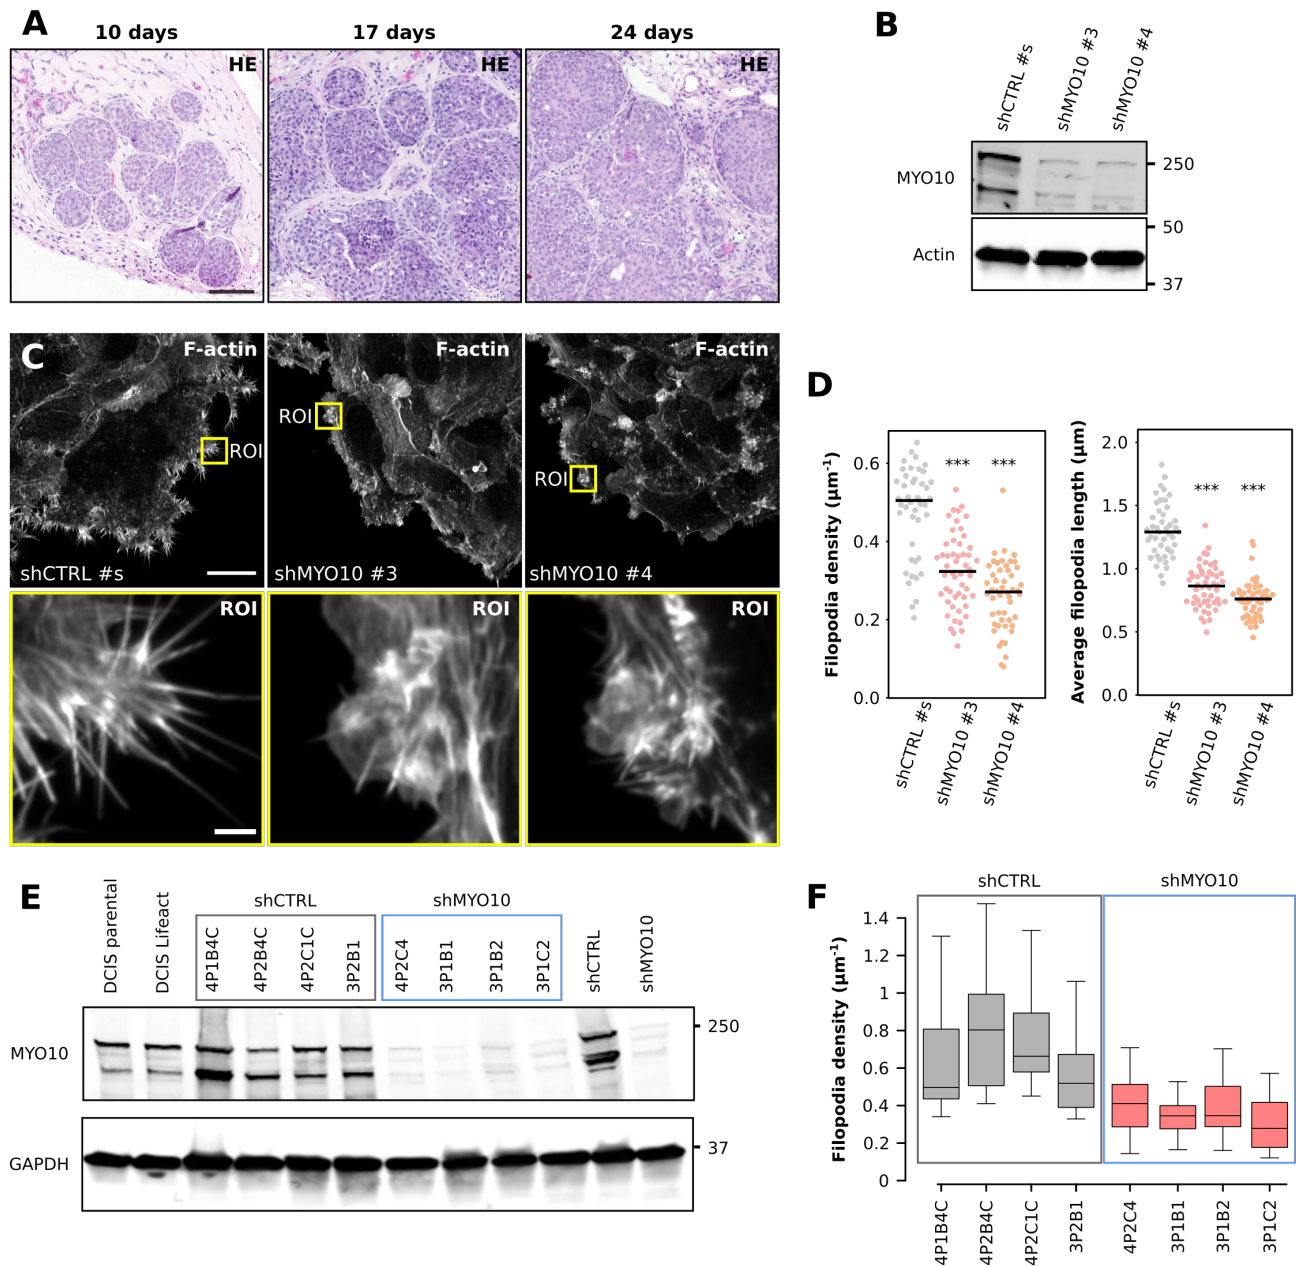 A
10 days
17 days
24 days
HE
HE
HE
B
shCTRL #s
shMYO10 #3
shMYO10 #4
MYO10
250
50
Actin
37
C
F-actin
F-actin
F-actin
ROI
ROI
ROI
shCTRL #s
shMYO10 #3
shMYO10 #4
ROI
ROI
ROI
D
Filopodia density (µm⁻¹)
0.6
0.4
0.2
0.0
***
***
shCTRL #s
shMYO10 #3
shMYO10 #4
Average filopodia length (µm)
2.0
1.5
1.0
0.5
0.0
***
***
shCTRL #s
shMYO10 #3
shMYO10 #4
E
shCTRL
shMYO10
DCIS parental
DCIS Lifeact
4P1B4C
4P2B4C
4P2C1C
3P2B1
4P2C4
3P1B1
3P1B2
3P1C2
shCTRL
shMYO10
MYO10
250
GAPDH
37
F
shCTRL
shMYO10
Filopodia density (µm⁻¹)
1.4
1.2
1
0.8
0.6
0.4
0.2
0
4P1B4C
4P2B4C
4P2C1C
3P2B1
4P2C4
3P1B1
3P1B2
3P1C2